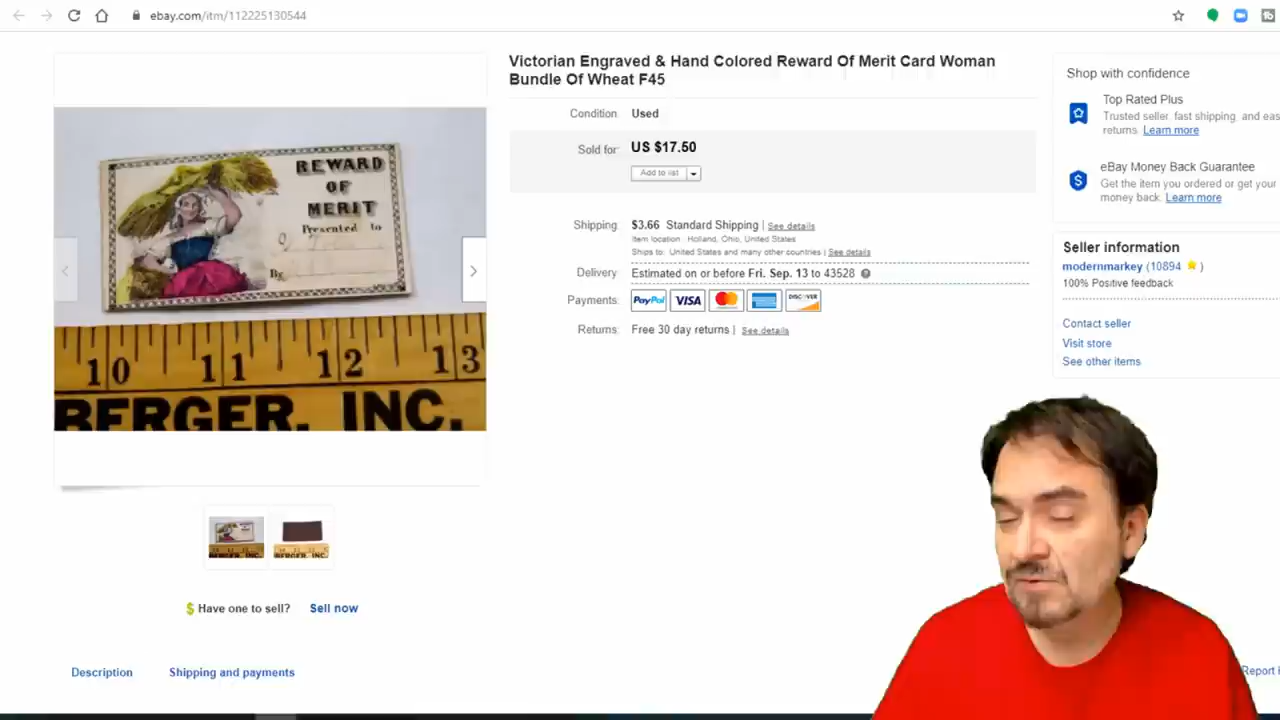 ebay.com/itm/112225130544
Victorian Engraved & Hand Colored Reward Of Merit Card Woman
Bundle Of Wheat F45
Condition Used
Sold for: US $17.50
Add to list
Shipping: $3.66 Standard Shipping | See details
Item location: Holland, Ohio, United States
Ships to: United States and many other countries | See details
Delivery: Estimated on or before Fri. Sep. 13 to 43528
Payments: PayPal VISA DISCOVER
Returns: Free 30 day returns | See details
REWARD
OF
MERIT
Presented to
By
10 11 12 13
BERGER, INC.
BERGER, INC. BERGER, INC.
$ Have one to sell? Sell now
Description Shipping and payments
Shop with confidence
Top Rated Plus
Trusted seller, fast shipping, and eas
returns. Learn more
eBay Money Back Guarantee
Get the item you ordered or get your
money back. Learn more
Seller information
modernmarkey (10894 )
100% Positive feedback
Contact seller
Visit store
See other items
Report i